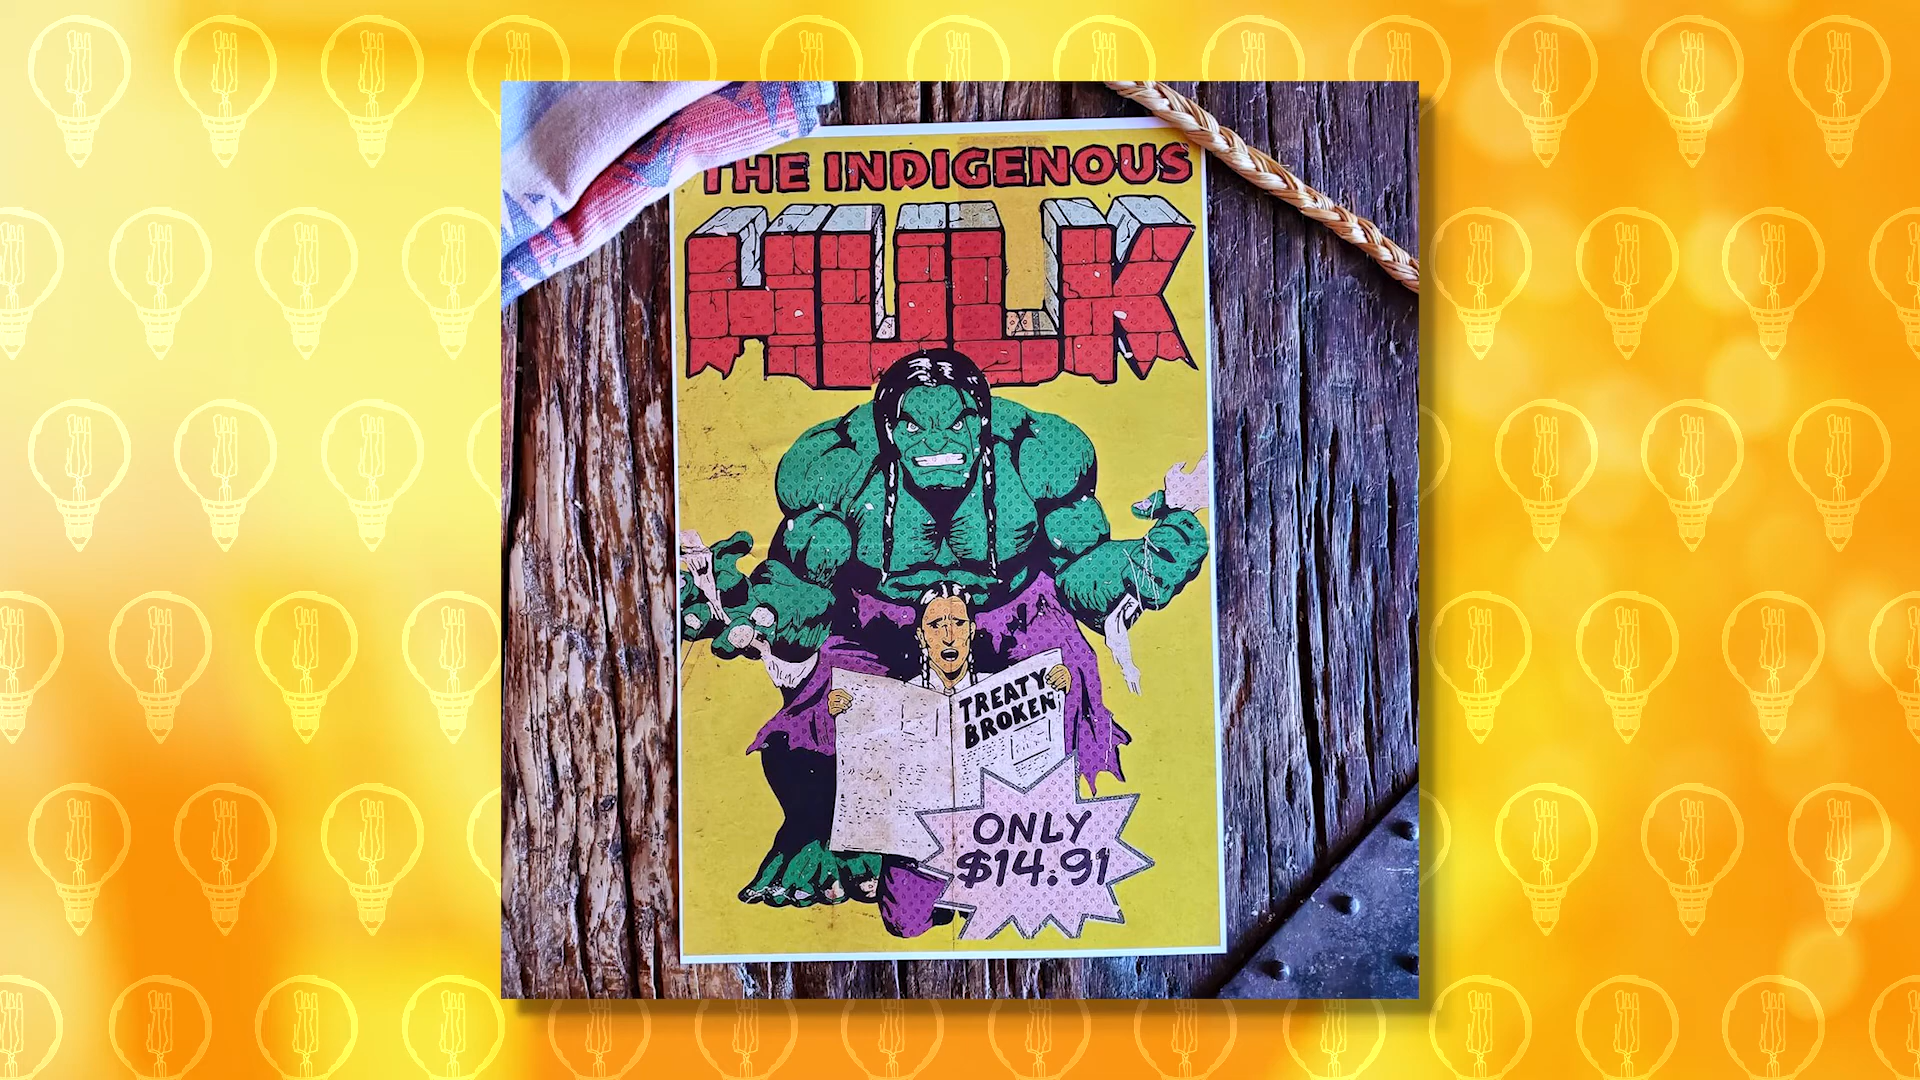 THE INDIGENOUS
HULK
TREATY
BROKEN
ONLY
$14.91